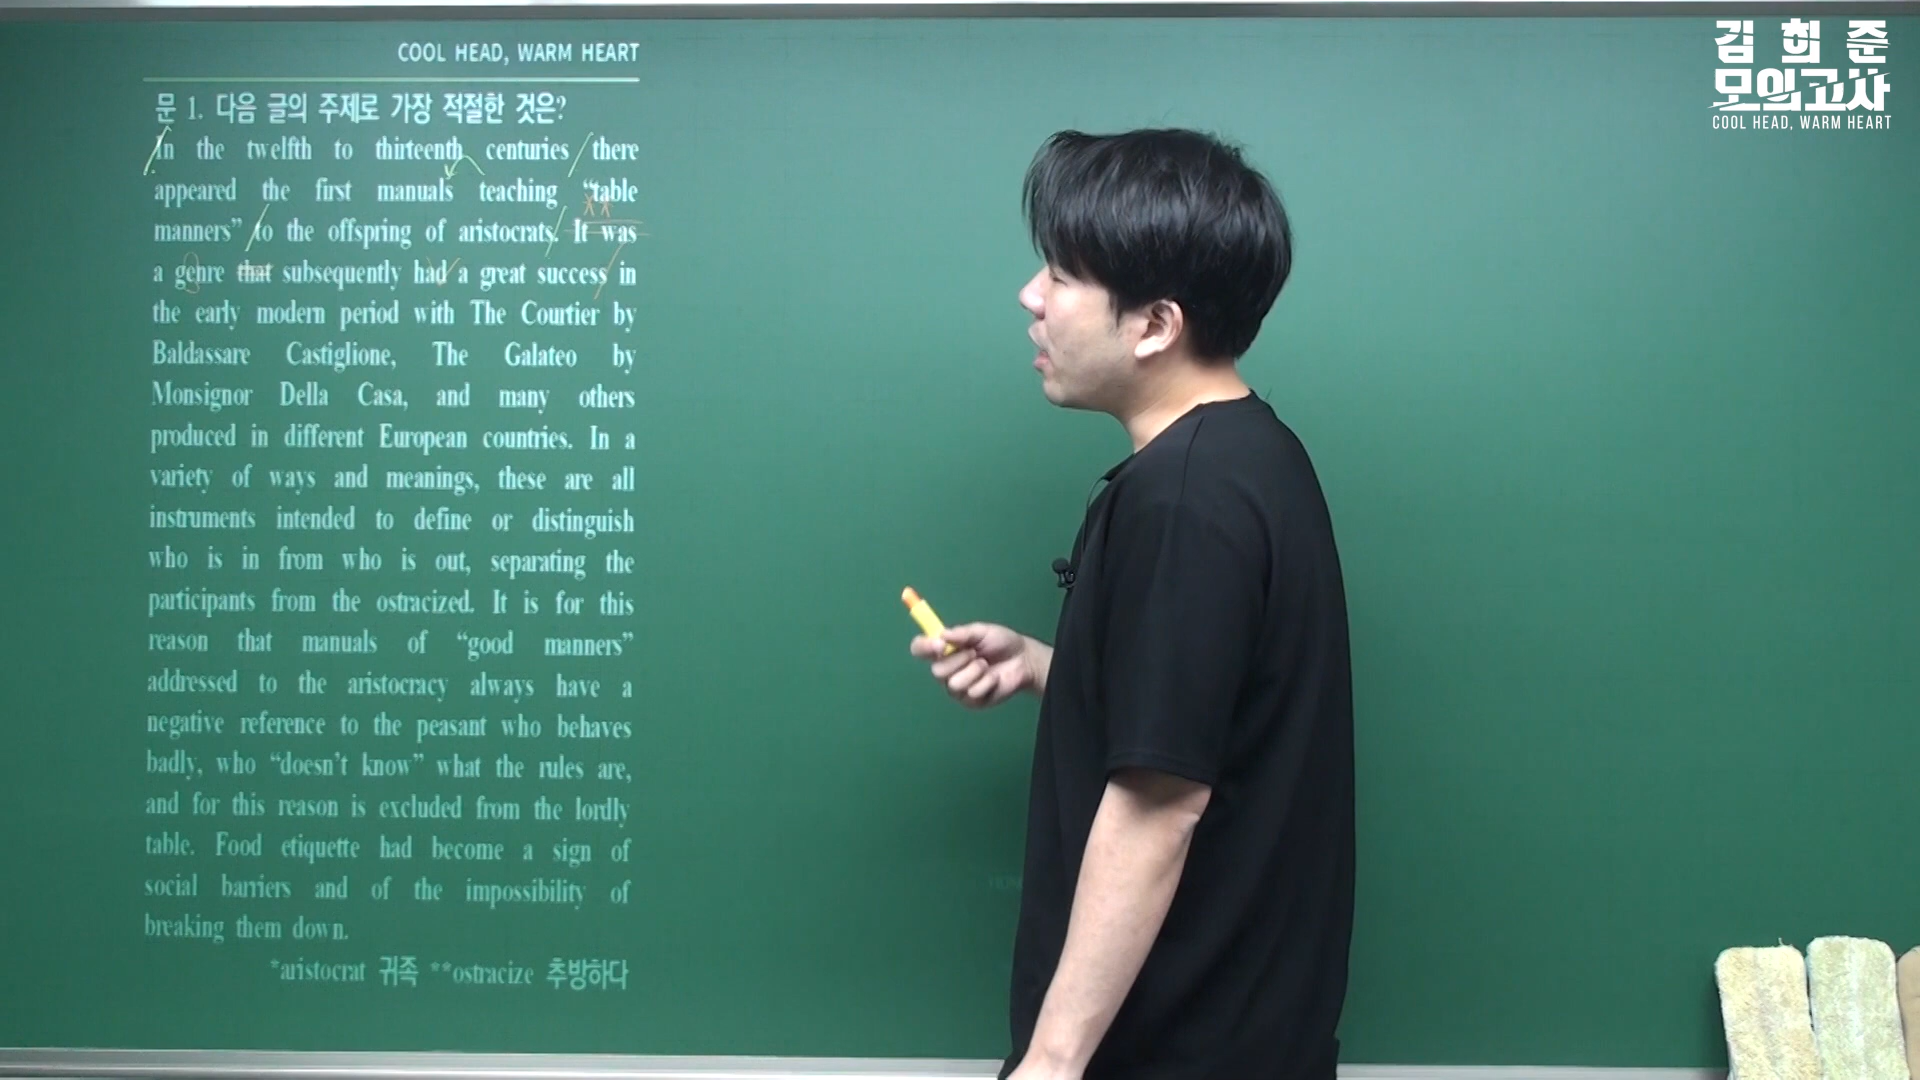 COOL HEAD, WARM HEART
문 1. 다음 글의 주제로 가장 적절한 것은?
In the twelfth to thirteenth centuries there
appeared the first manuals teaching “table
manners” to the offspring of aristocrats. It was
a genre that subsequently had a great success in
the early modern period with The Courtier by
Baldassare Castiglione, The Galateo by
Monsignor Della Casa, and many others
produced in different European countries. In a
variety of ways and meanings, these are all
instruments intended to define or distinguish
who is in from who is out, separating the
participants from the ostracized. It is for this
reason that manuals of “good manners”
addressed to the aristocracy always have a
negative reference to the peasant who behaves
badly, who “doesn’t know” what the rules are,
and for this reason is excluded from the lordly
table. Food etiquette had become a sign of
social barriers and of the impossibility of
breaking them down.
*aristocrat 귀족 **ostracize 추방하다
김희준
모의고사
COOL HEAD, WARM HEART